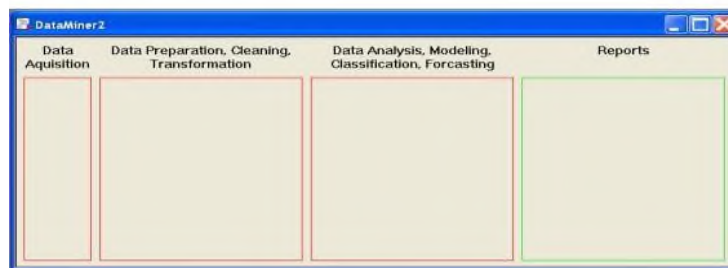 DataMiner2
Data
Aquisition
Data Preparation, Cleaning,
Transformation
Data Analysis, Modeling,
Classification, Forcasting
Reports